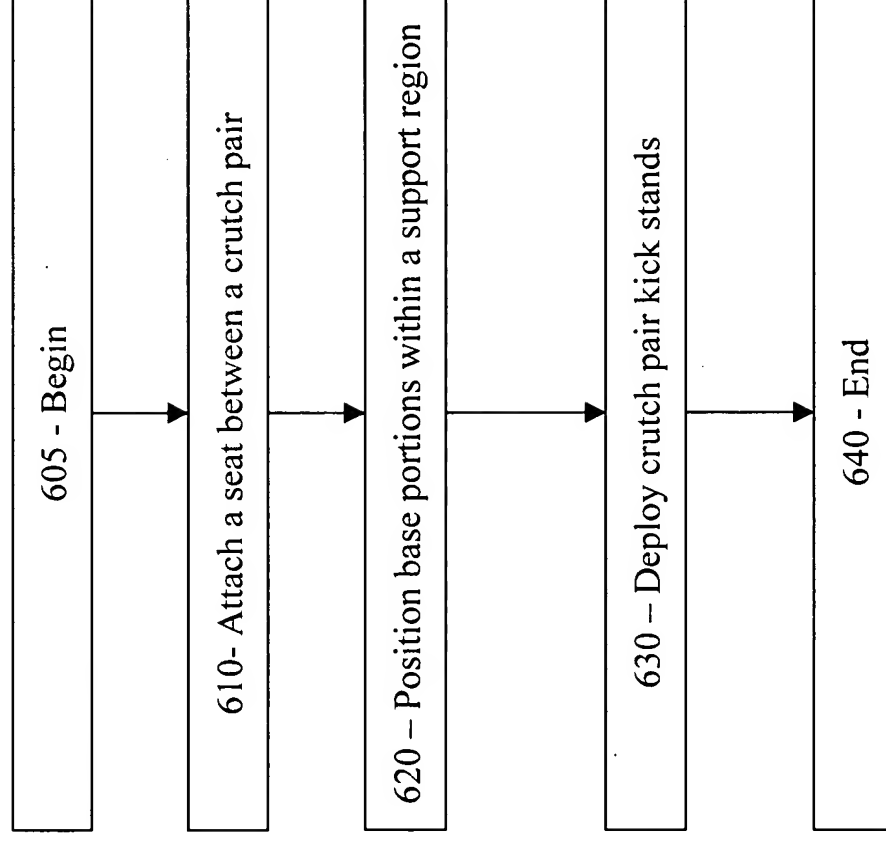 605 - Begin
610- Attach a seat between a crutch pair
620 – Position base portions within a support region
630 – Deploy crutch pair kick stands
640 - End